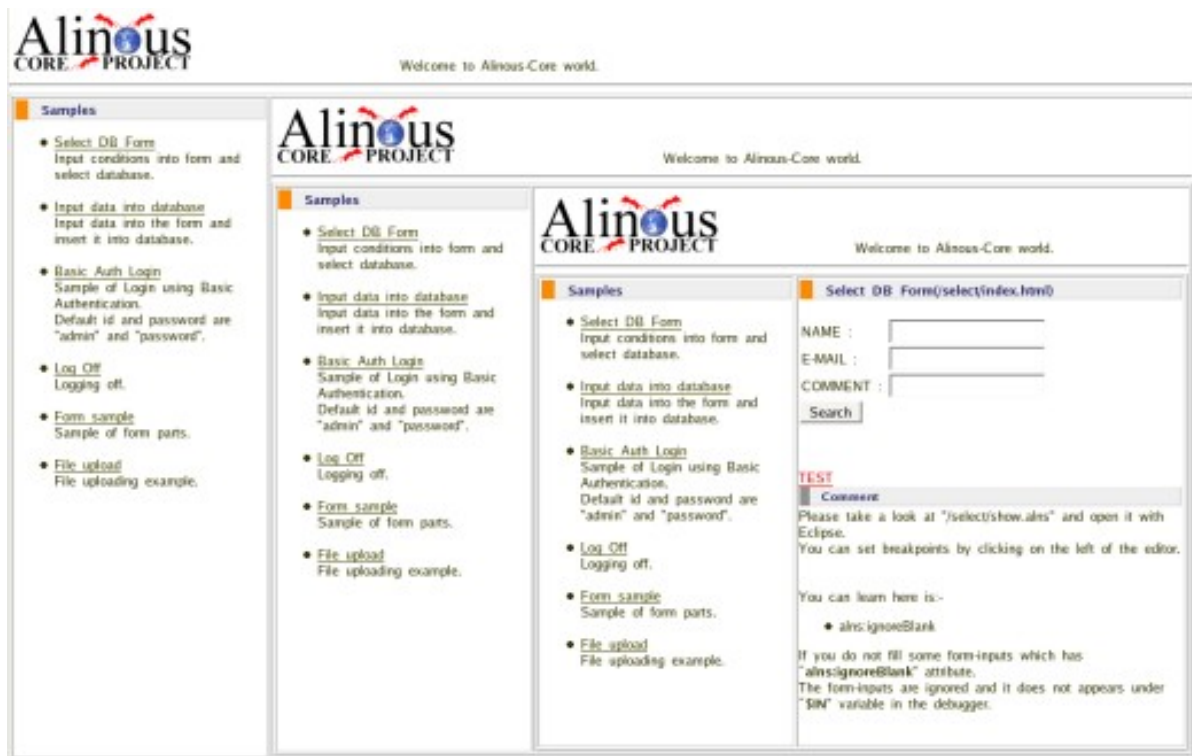 Alinous
CORE PROJECT
Welcome to Alinous-Core world.
Samples
Select DB Form
Input conditions into form and
select database.
Input data into database
Input data into the form and
insert it into database.
Basic Auth Login
Sample of Login using Basic
Authentication.
Default id and password are
"admin" and "password".
Log Off
Logging off.
Form sample
Sample of form parts.
File upload
File uploading example.
Alinous
CORE PROJECT
Welcome to Alinous-Core world.
Samples
Select DB Form
Input conditions into form and
select database.
Input data into database
Input data into the form and
insert it into database.
Basic Auth Login
Sample of Login using Basic
Authentication.
Default id and password are
"admin" and "password".
Log Off
Logging off.
Form sample
Sample of form parts.
File upload
File uploading example.
Alinous
CORE PROJECT
Welcome to Alinous-Core world.
Samples
Select DB Form
Input conditions into form and
select database.
Input data into database
Input data into the form and
insert it into database.
Basic Auth Login
Sample of Login using Basic
Authentication.
Default id and password are
"admin" and "password".
Log Off
Logging off.
Form sample
Sample of form parts.
File upload
File uploading example.
Select DB Form(/select/index.html)
NAME :
E-MAIL :
COMMENT :
Search
TEST
Comment
Please take a look at "/select/show.alns" and open it with
Eclipse.
You can set breakpoints by clicking on the left of the editor.
You can learn here is:-
alns:ignoreBlank
If you do not fill some form-inputs which has
"alns:ignoreBlank" attribute.
The form-inputs are ignored and it does not appears under
"$IN" variable in the debugger.